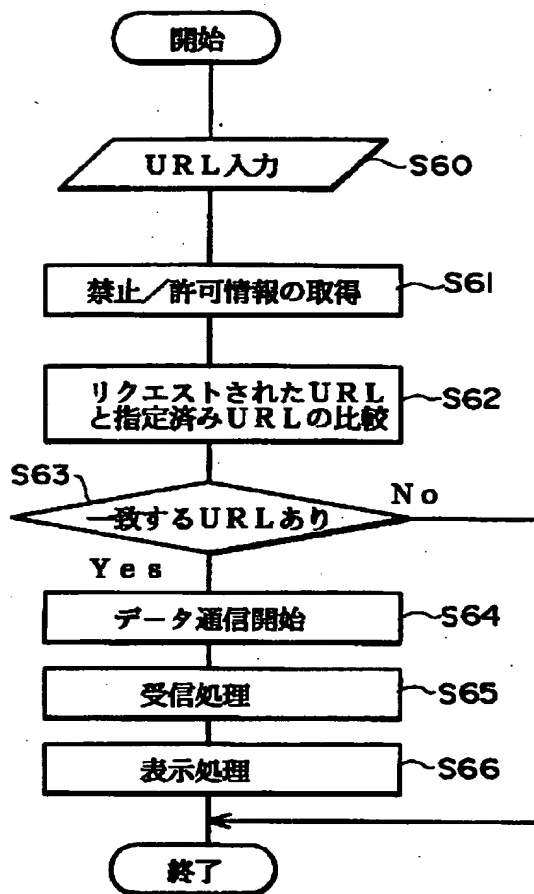 開始
URL入力
S60
禁止/許可情報の取得
S61
リクエストされたURL
と指定済みURLの比較
S62
S63
一致するURLあり
No
Yes
データ通信開始
S64
受信処理
S65
表示処理
S66
終了